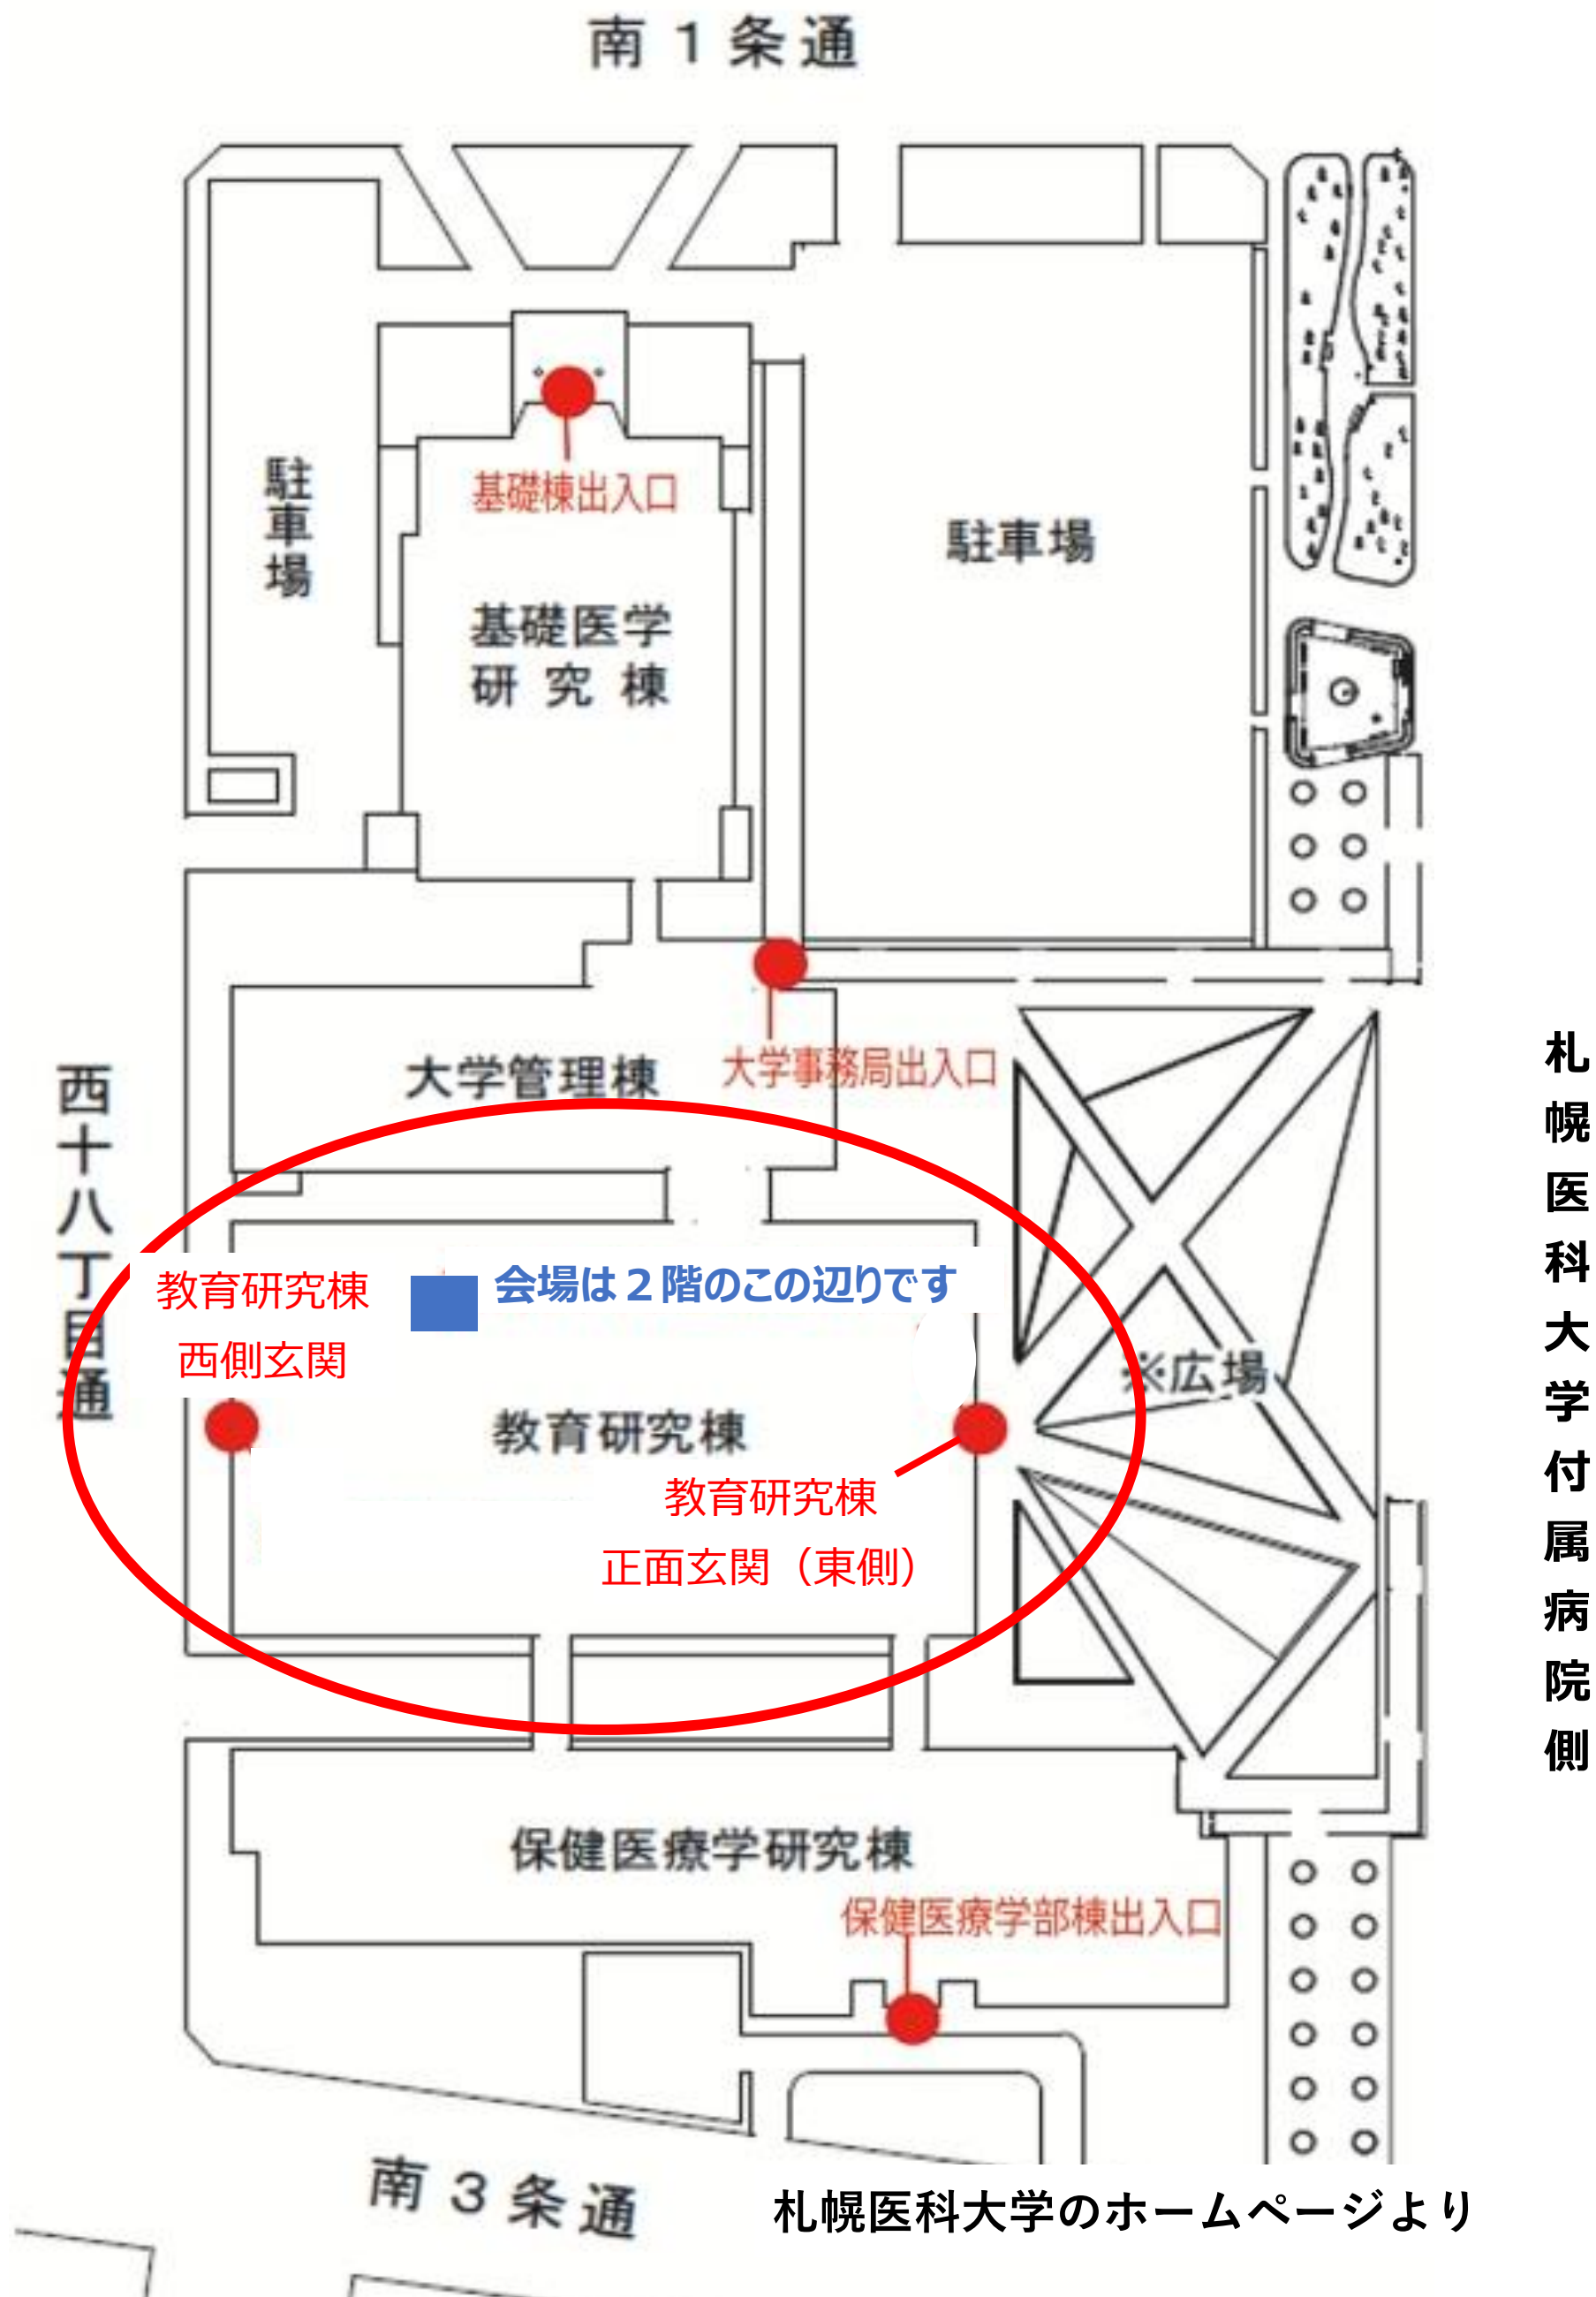 南１条通
基礎棟出入口
駐車場
駐車場
基礎医学
研究棟
大学事務局出入口
大学管理棟
西十八丁目通
札幌医科大学付属病院側
教育研究棟
西側玄関
会場は２階のこの辺りです
※広場
教育研究棟
教育研究棟
正面玄関（東側）
保健医療学研究棟
保健医療学部棟出入口
南３条通
札幌医科大学のホームページより